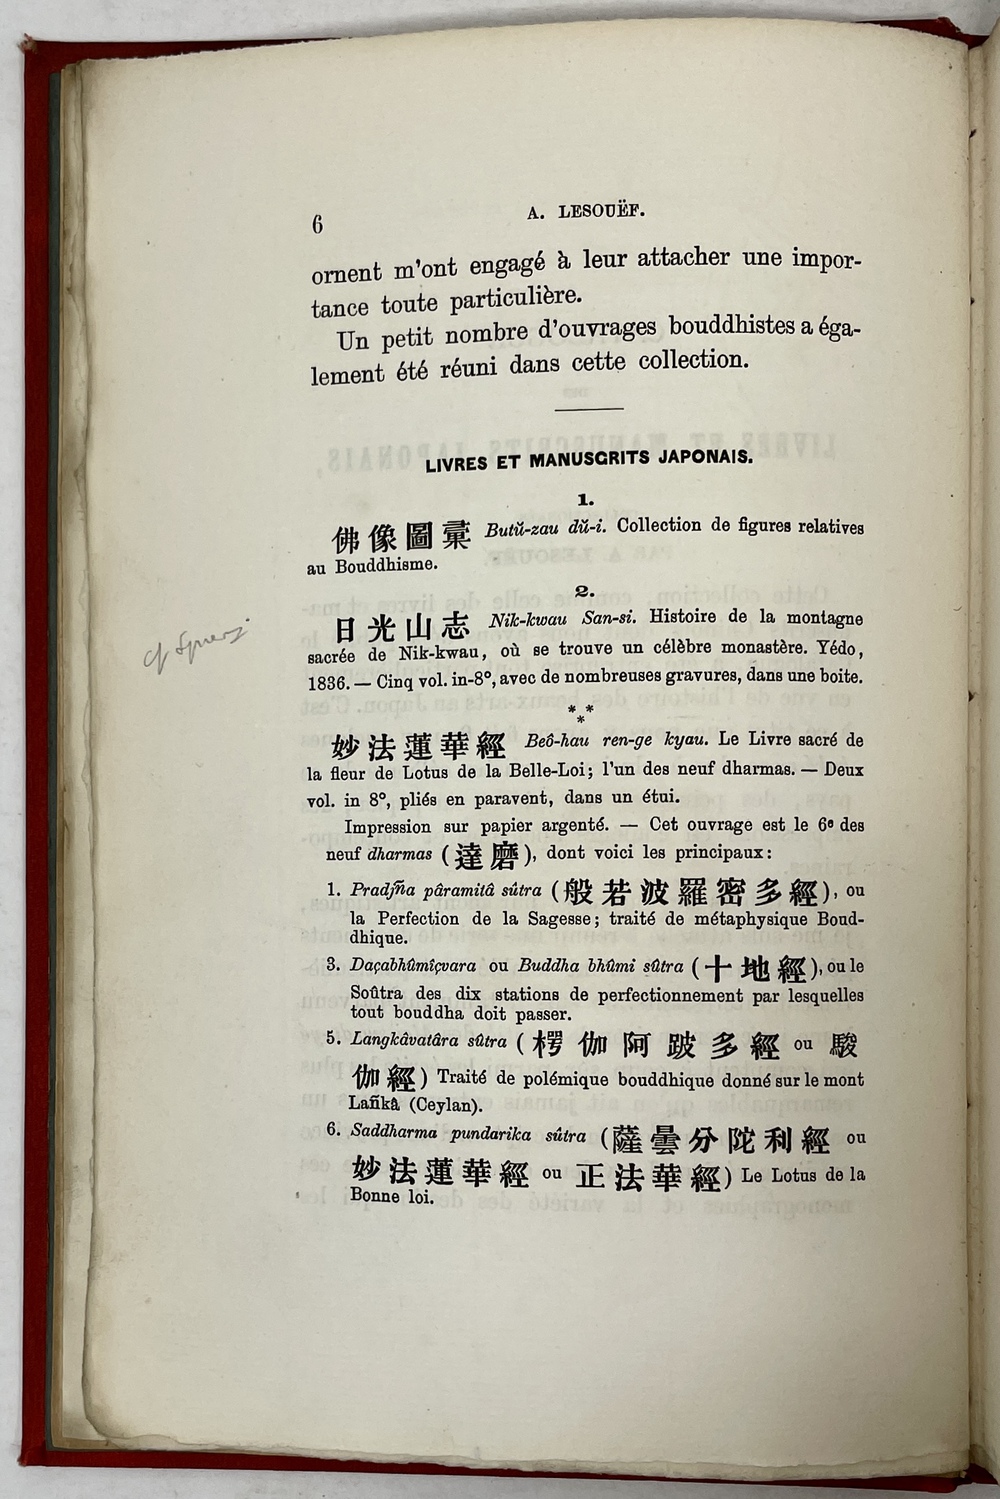 6 A. LESOUËF.
ornent m'ont engagé à leur attacher une impor-
tance toute particulière.
Un petit nombre d'ouvrages bouddhistes a éga-
lement été réuni dans cette collection.
LIVRES ET MANUSCRITS JAPONAIS.
1.
佛像圖彙 Butŭ-zau dŭ-i. Collection de figures relatives
au Bouddhisme.
2.
日光山志 Nik-kwau San-si. Histoire de la montagne
sacrée de Nik-kwau, où se trouve un célèbre monastère. Yédo,
1836. — Cinq vol. in-8°, avec de nombreuses gravures, dans une boite.
* *
*
妙法蓮華經 Beô-hau ren-ge kyau. Le Livre sacré de
la fleur de Lotus de la Belle-Loi; l'un des neuf dharmas. — Deux
vol. in 8°, pliés en paravent, dans un étui.
Impression sur papier argenté. — Cet ouvrage est le 6e des
neuf dharmas (達磨), dont voici les principaux:
1. Pradjña pâramitâ sûtra (般若波羅密多經), ou
la Perfection de la Sagesse; traité de métaphysique Boud-
dhique.
3. Daçabhûmîçvara ou Buddha bhûmi sûtra (十地經), ou le
Soûtra des dix stations de perfectionnement par lesquelles
tout bouddha doit passer.
5. Langkâvatâra sûtra (楞伽阿跛多經 ou 駿
伽經) Traité de polémique bouddhique donné sur le mont
Lañkâ (Ceylan).
6. Saddharma pundarika sûtra (薩曇分陀利經 ou
妙法蓮華經 ou 正法華經) Le Lotus de la
Bonne loi.